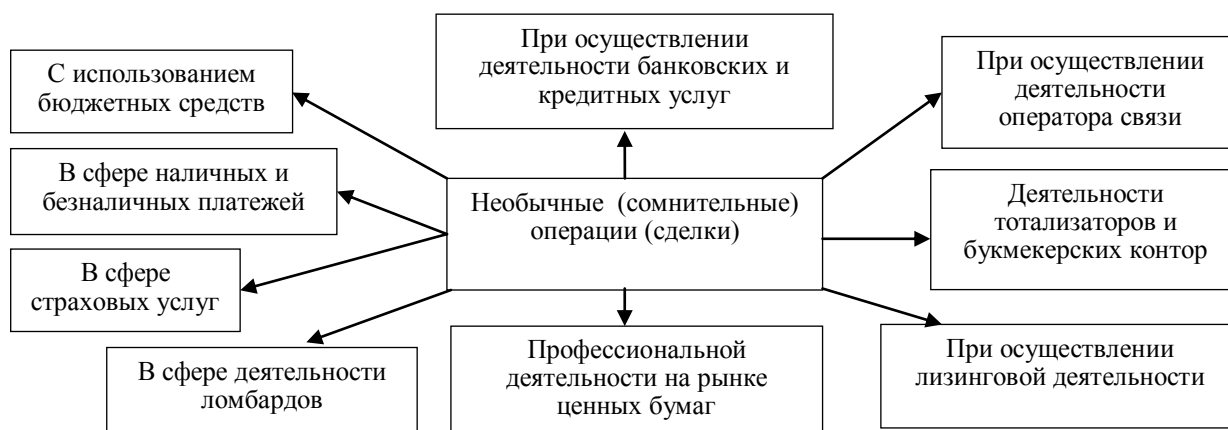 При осуществлении
деятельности банковских и
кредитных услуг
С использованием
бюджетных средств
При осуществлении
деятельности
оператора связи
В сфере наличных и
безналичных платежей
Необычные (сомнительные)
операции (сделки)
Деятельности
тотализаторов и
букмекерских контор
В сфере
страховых услуг
В сфере деятельности
ломбардов
Профессиональной
деятельности на рынке
ценных бумаг
При осуществлении
лизинговой деятельности